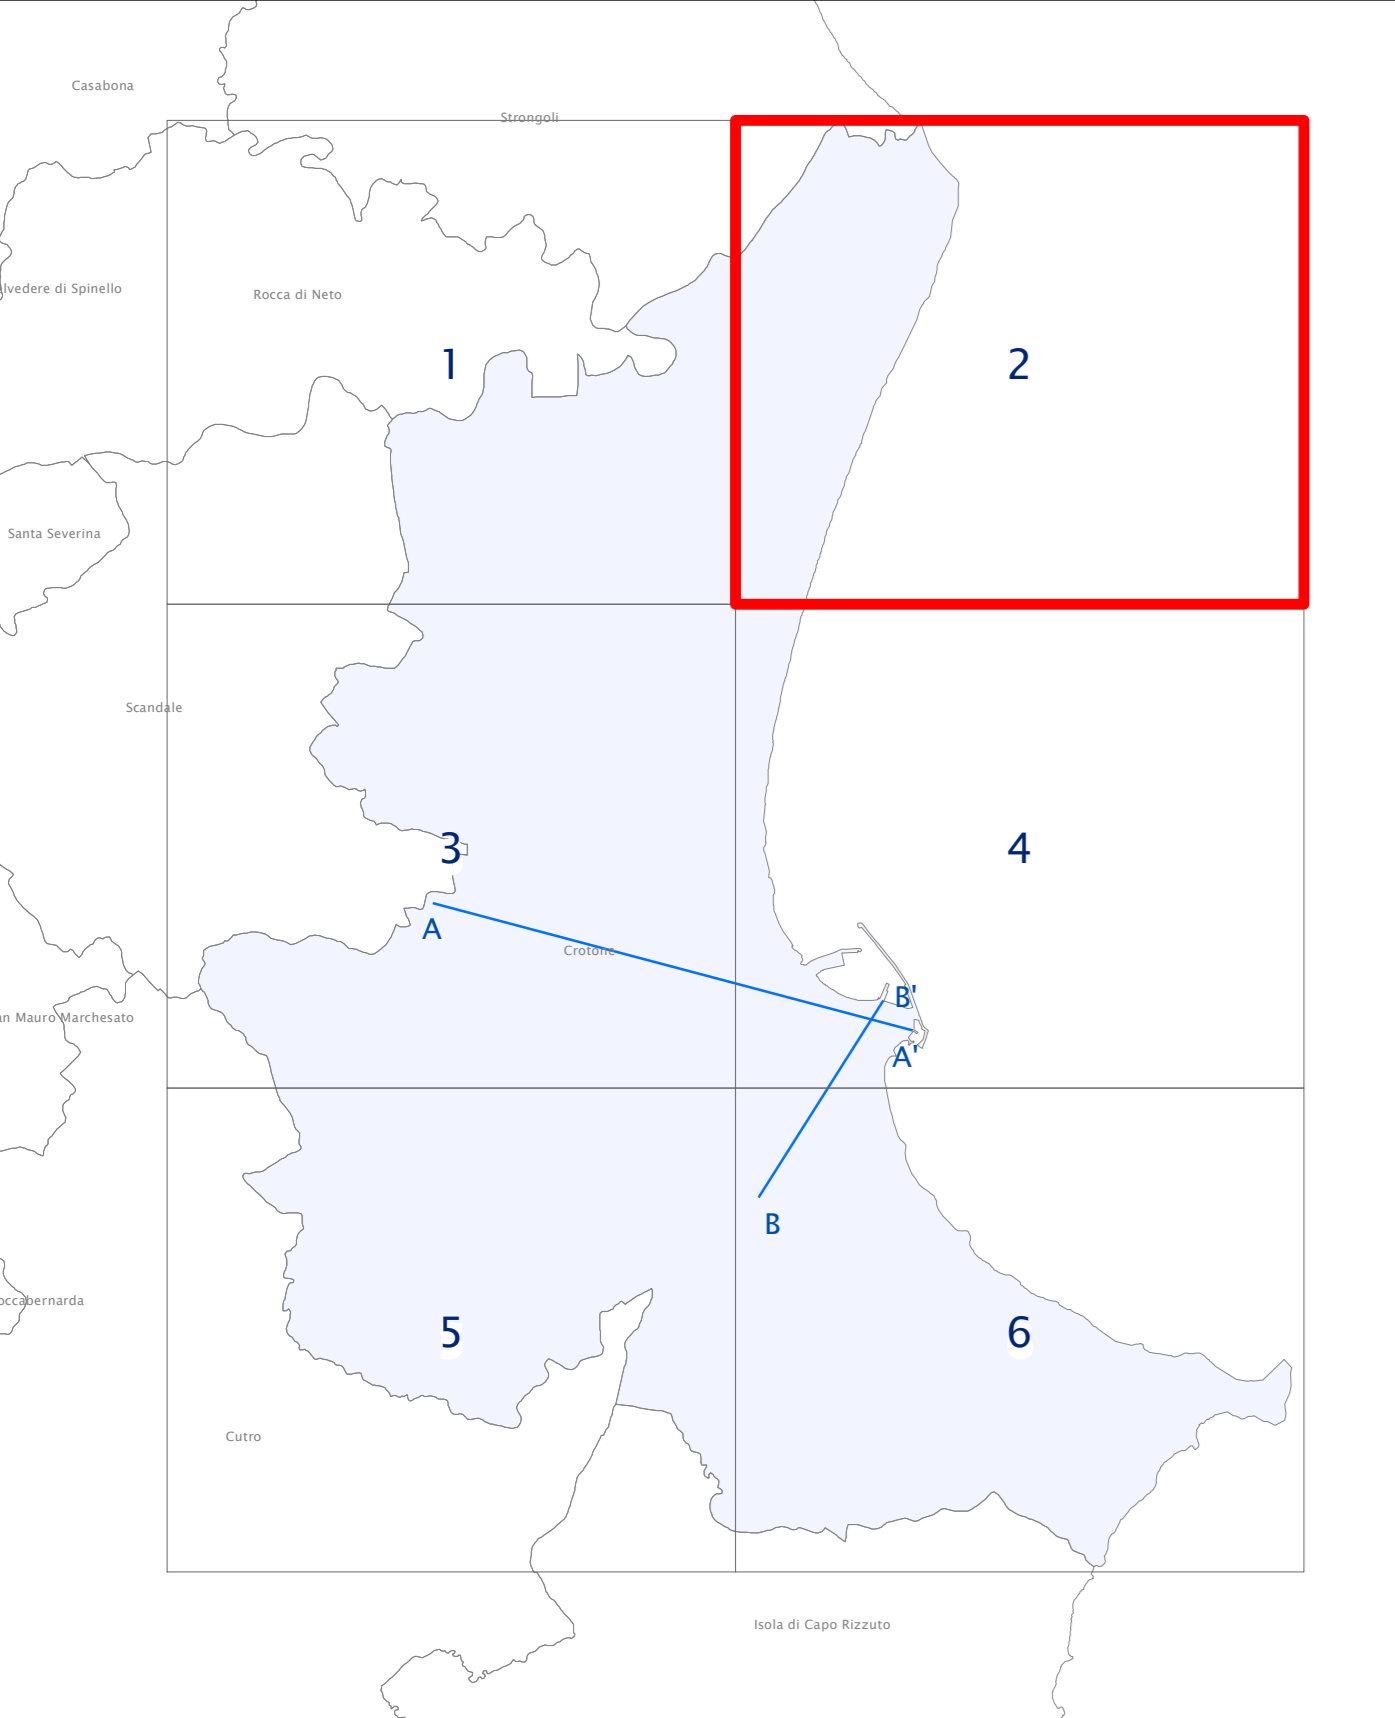 Casabona
Strongoli
lvedere di Spinello
Rocca di Neto
1
2
Santa Severina
Scandale
3
4
A
Crotone
B'
an Mauro Marchesato
A'
B
occabernarda
5
6
Cutro
Isola di Capo Rizzuto